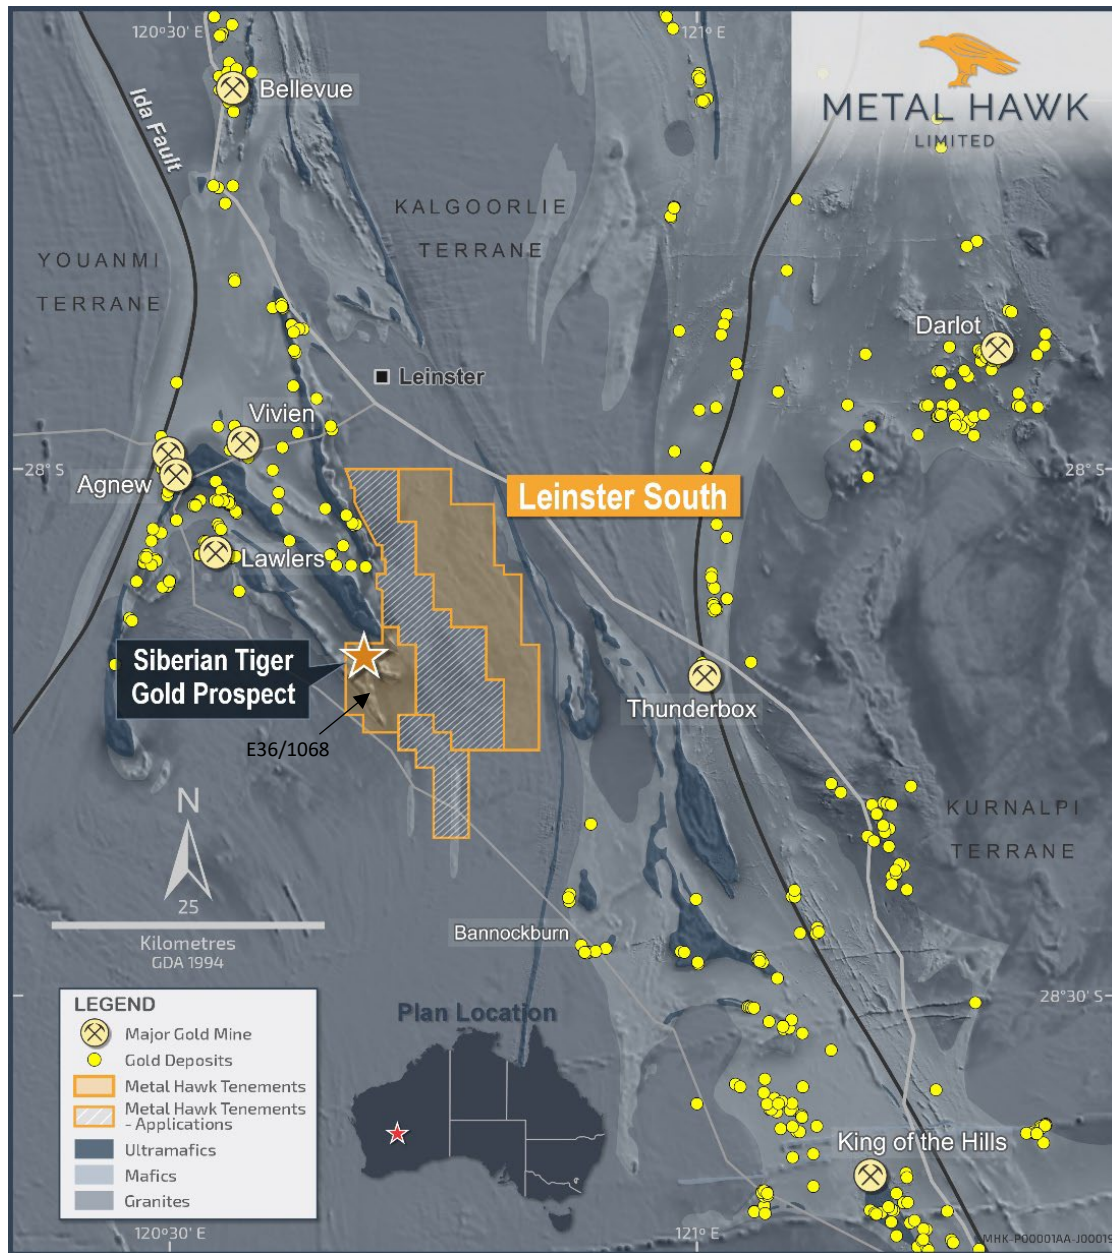 120°30' E
121° E
METAL HAWK
LIMITED
Bellevue
Ida Fault
KALGOORLIE
TERRANE
YOUANMI
TERRANE
Darlot
Leinster
Vivien
28° S
28° S
Agnew
Leinster South
Lawlers
Siberian Tiger
Gold Prospect
Thunderbox
E36/1068
N
KURNALPI
TERRANE
25
Kilometres
GDA 1994
Bannockburn
28°30' S
LEGEND
Major Gold Mine
Gold Deposits
Metal Hawk Tenements
Metal Hawk Tenements
- Applications
Ultramafics
Mafics
Granites
Plan Location
King of the Hills
120°30' E
121° E
MHK-P00001AA-J00019